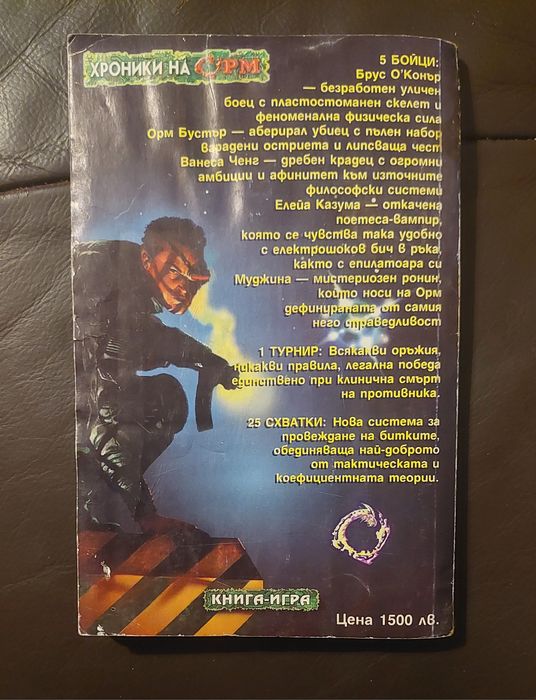 ХРОНИКИ НА ОРМ
5 БОЙЦИ:
Брус О'Конър
— безработен уличен
боец с пластостоманен скелет и
феноменална физическа сила
Орм Бустър — аберирал убиец с пълен набор
вградени остриета и липсваща чест
Ванеса Ченг — дребен крадец с огромни
амбиции и афинитет към източните
философски системи
Елейа Казума — откачена
поетеса-вампир,
която се чувства така удобно
с електрошоков бич в ръка,
както с епилатоара си
Муджина — мистериозен ронин,
който носи на Орм
дефинираната от самия
него справедливост
1 ТУРНИР: Всякакви оръжия,
никакви правила, легална победа
единствено при клинична смърт
на противника.
25 СХВАТКИ: Нова система за
провеждане на битките,
обединяваща най-доброто
от тактическата и
коефициентната теории.
КНИГА-ИГРА
Цена 1500 лв.